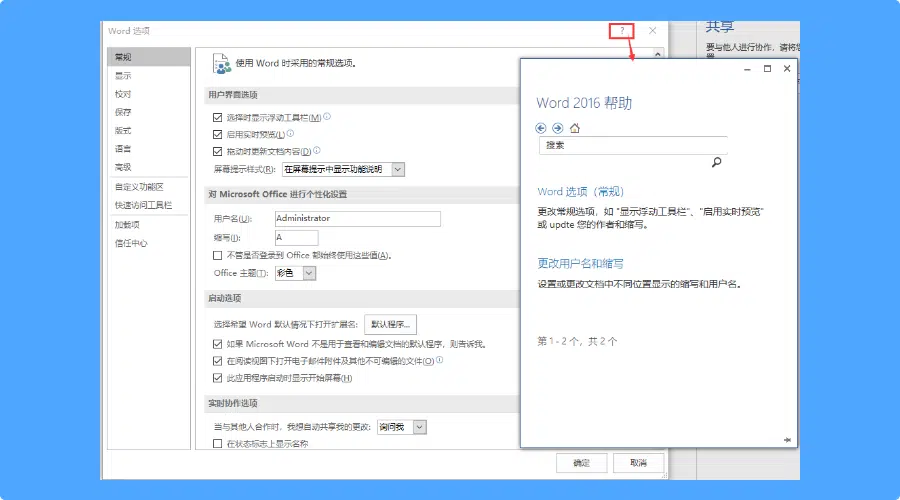 Word 选项
?
共享
要与他人进行协作，请将您
常规
显示
校对
保存
版式
语言
高级
自定义功能区
快速访问工具栏
加载项
信任中心
使用 Word 时采用的常规选项。
用户界面选项
选择时显示浮动工具栏(M)
启用实时预览(L)
拖动时更新文档内容(D)
屏幕提示样式(R): 在屏幕提示中显示功能说明
对 Microsoft Office 进行个性化设置
用户名(U): Administrator
缩写(I): A
不管是否登录到 Office 都始终使用这些值(A)。
Office 主题(T): 彩色
启动选项
选择希望 Word 默认情况下打开扩展名: 默认程序...
如果 Microsoft Word 不是用于查看和编辑文档的默认程序，则告诉我。
在阅读视图下打开电子邮件附件及其他不可编辑的文件(O)
此应用程序启动时显示开始屏幕(H)
实时协作选项
当与其他人合作时，我想自动共享我的更改: 询问我
在状态标志上显示名称
确定
取消
Word 2016 帮助
搜索
Word 选项（常规）
更改常规选项，如 "显示浮动工具栏"、"启用实时预览"
或 updte 您的作者和缩写。
更改用户名和缩写
设置或更改文档中不同位置显示的缩写和用户名。
第 1 - 2 个，共 2 个